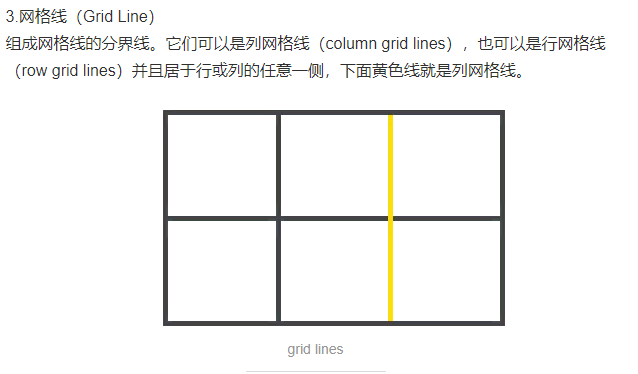 3.网格线（Grid Line）
组成网格线的分界线。它们可以是列网格线（column grid lines），也可以是行网格线
（row grid lines）并且居于行或列的任意一侧，下面黄色线就是列网格线。
grid lines